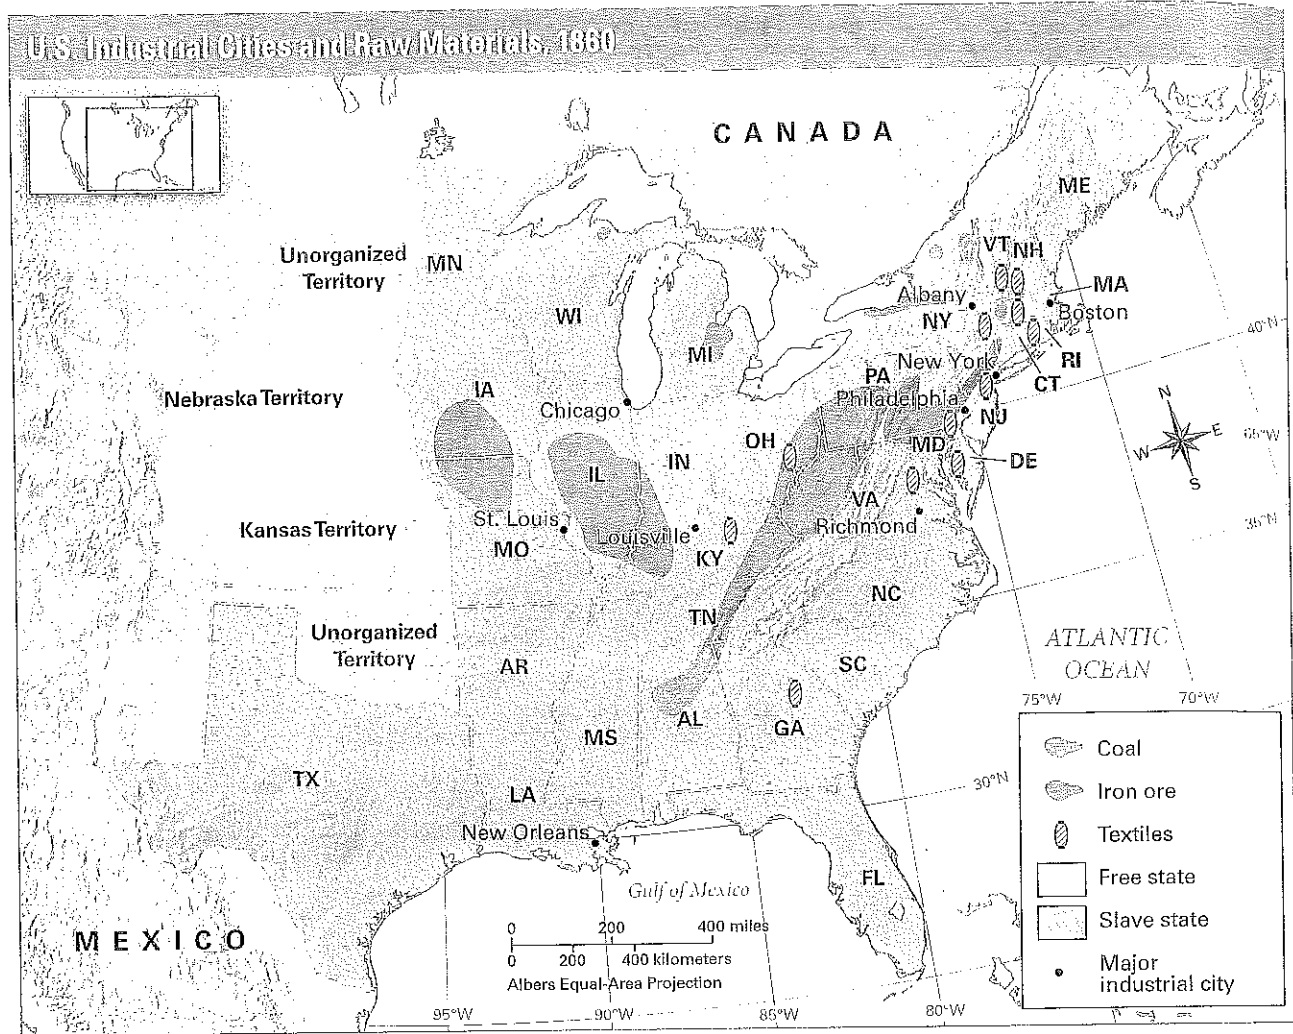 U.S. Industrial Cities and Raw Materials, 1860
CANADA
ME
Unorganized
Territory
MN
VT
NH
MA
Albany
Boston
WI
NY
40°N
MI
RI
New York
CT
PA
IA
Nebraska Territory
Philadelphia
NJ
Chicago
N
OH
MD
W
E
65°W
IN
DE
IL
S
VA
St. Louis
Richmond
35°N
Kansas Territory
Louisville
MO
KY
NC
TN
Unorganized
Territory
ATLANTIC
OCEAN
AR
SC
75°W
70°W
AL
GA
MS
Coal
TX
30°N
Iron ore
LA
New Orleans
Textiles
FL
Free state
Gulf of Mexico
Slave state
0 200 400 miles
MEXICO
0 200 400 kilometers
Major
industrial city
Albers Equal-Area Projection
95°W
90°W
85°W
80°W